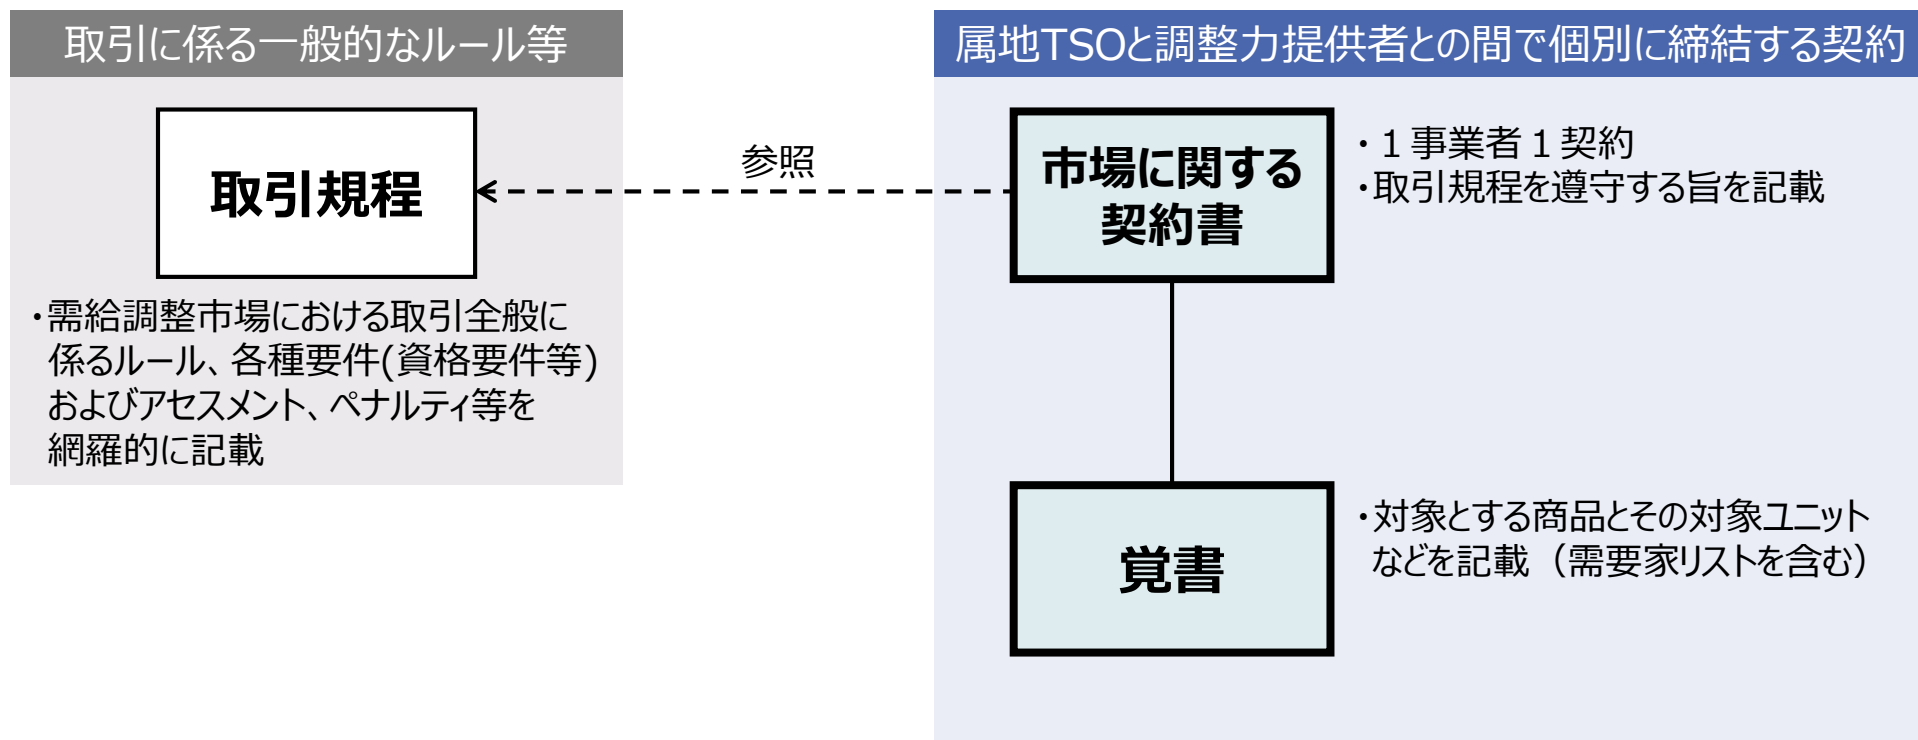 取引に係る一般的なルール等
取引規程
・需給調整市場における取引全般に
係るルール、各種要件(資格要件等)
およびアセスメント、ペナルティ等を
網羅的に記載
参照
属地TSOと調整力提供者との間で個別に締結する契約
市場に関する
契約書
・１事業者１契約
・取引規程を遵守する旨を記載
覚書
・対象とする商品とその対象ユニット
などを記載（需要家リストを含む）